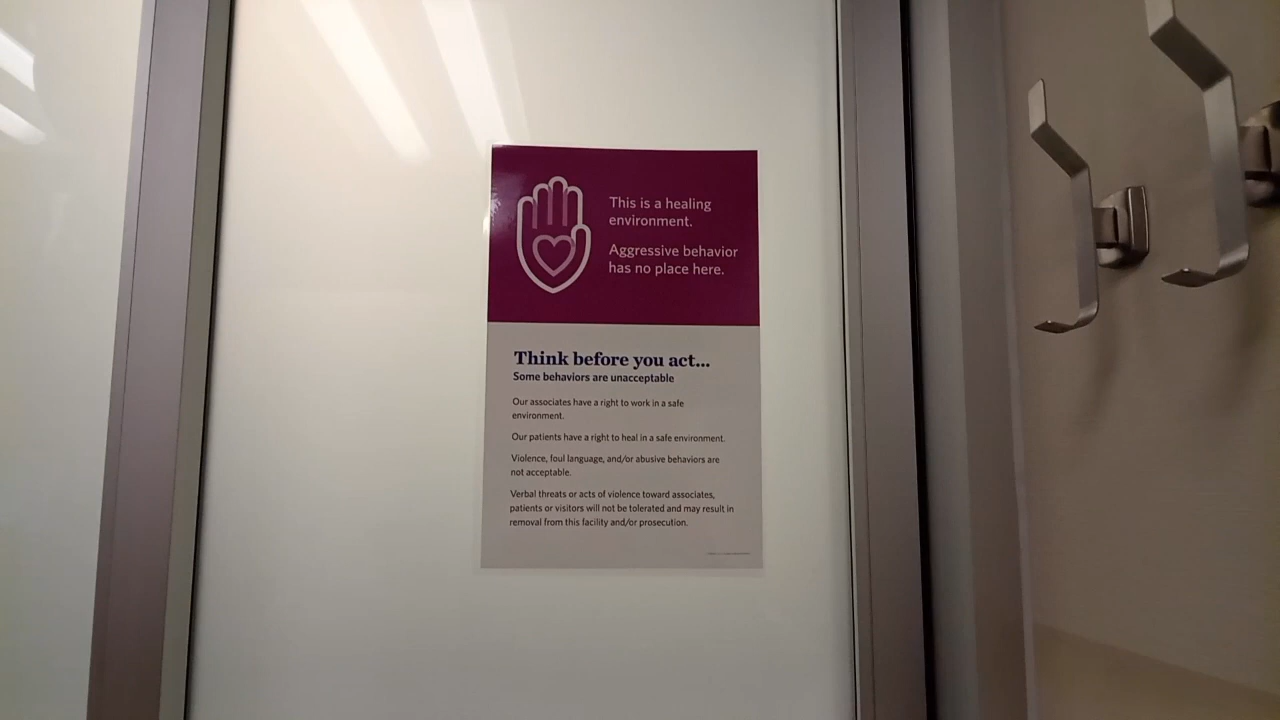 This is a healing
environment.
Aggressive behavior
has no place here.
Think before you act...
Some behaviors are unacceptable
Our associates have a right to work in a safe
environment.
Our patients have a right to heal in a safe environment.
Violence, foul language, and/or abusive behaviors are
not acceptable.
Verbal threats or acts of violence toward associates,
patients or visitors will not be tolerated and may result in
removal from this facility and/or prosecution.